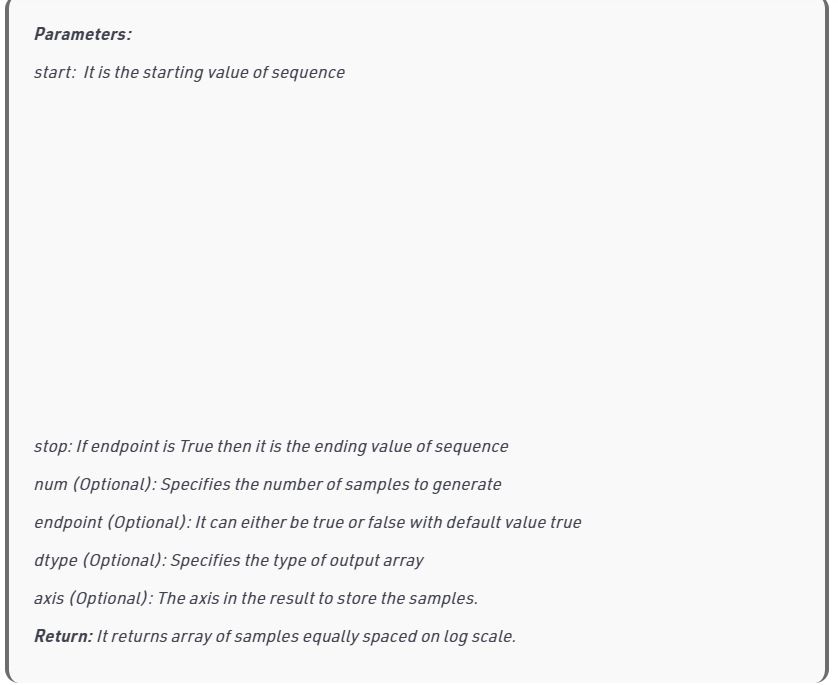 Parameters:
start:  It is the starting value of sequence
stop: If endpoint is True then it is the ending value of sequence
num (Optional): Specifies the number of samples to generate
endpoint (Optional): It can either be true or false with default value true
dtype (Optional): Specifies the type of output array
axis (Optional): The axis in the result to store the samples.
Return: It returns array of samples equally spaced on log scale.